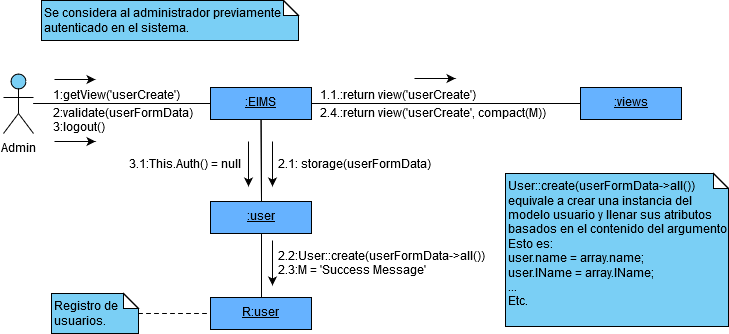 Se considera al administrador previamente
autenticado en el sistema.
1:getView('userCreate')
2:validate(userFormData)
3:logout()
Admin
:EIMS
1.1.:return view('userCreate')
2.4.:return view('userCreate', compact(M))
:views
3.1:This.Auth() = null
2.1: storage(userFormData)
:user
2.2:User::create(userFormData->all())
2.3:M = 'Success Message'
Registro de
usuarios.
R:user
User::create(userFormData->all())
equivale a crear una instancia del
modelo usuario y llenar sus atributos
basados en el contenido del argumento
Esto es:
user.name = array.name;
user.lName = array.lName;
...
Etc.